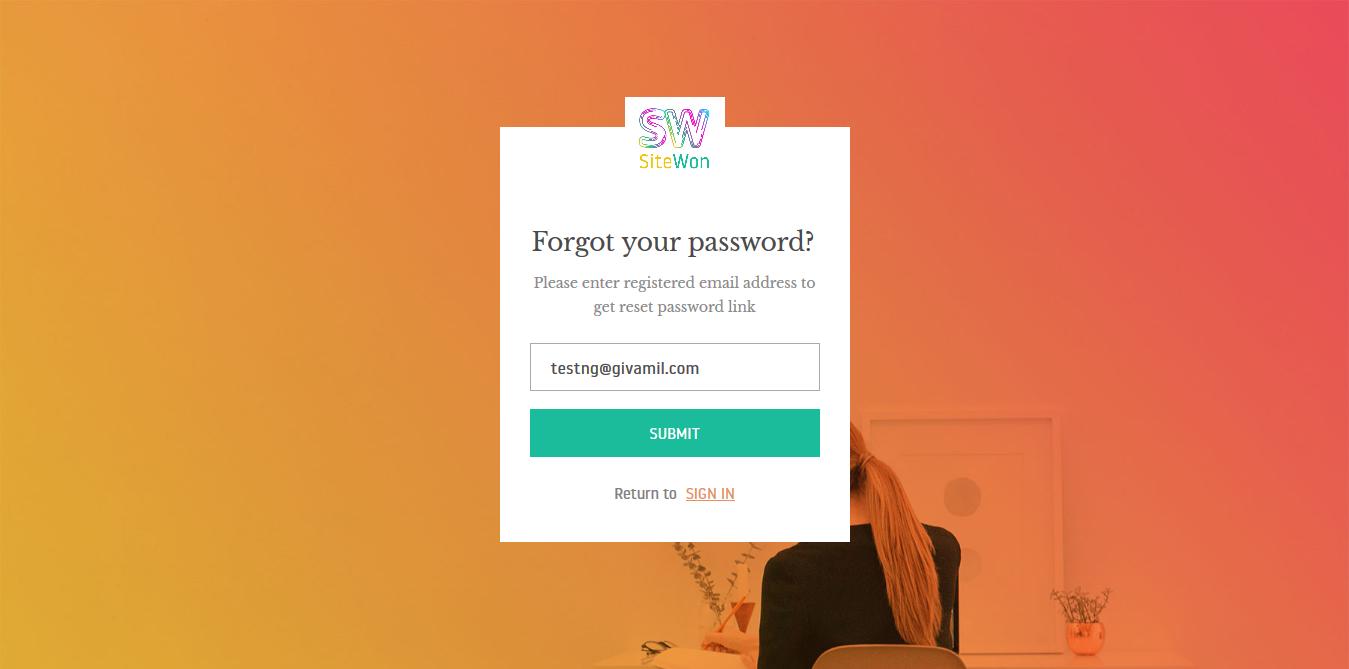 SW
SiteWon
Forgot your password?
Please enter registered email address to
get reset password link
testng@givamil.com
SUBMIT
Return to SIGN IN